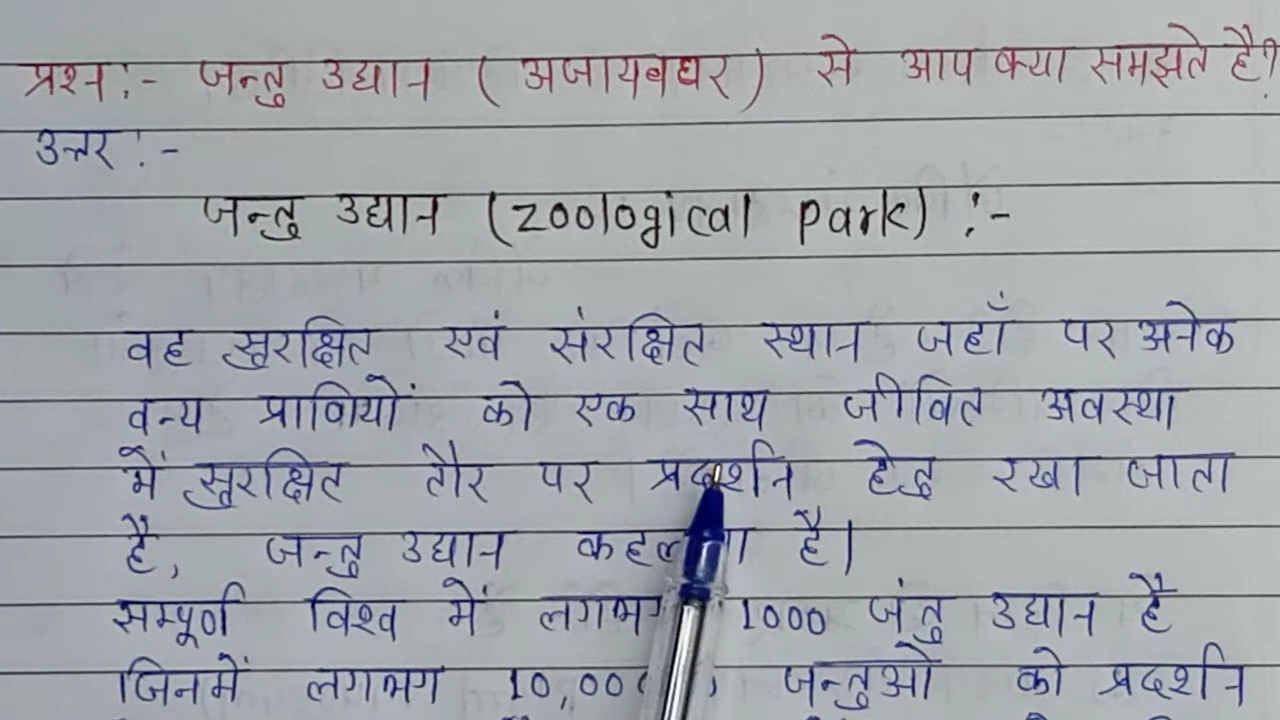 प्रश्न:- जन्तु उद्यान (अजायबघर) से आप क्या समझते है?
उत्तर :-
जन्तु उद्यान (zoological park) :-
वह सुरक्षित एवं संरक्षित स्थान जहाँ पर अनेक
वन्य प्राणियों को एक साथ जीवित अवस्था
में सुरक्षित तौर पर प्रदर्शन हेतु रखा जाता
है, जन्तु उद्यान कहलाता है।
सम्पूर्ण विश्व में लगभग 1000 जंतु उद्यान है
जिनमें लगभग जन्तुओं को प्रदर्शन